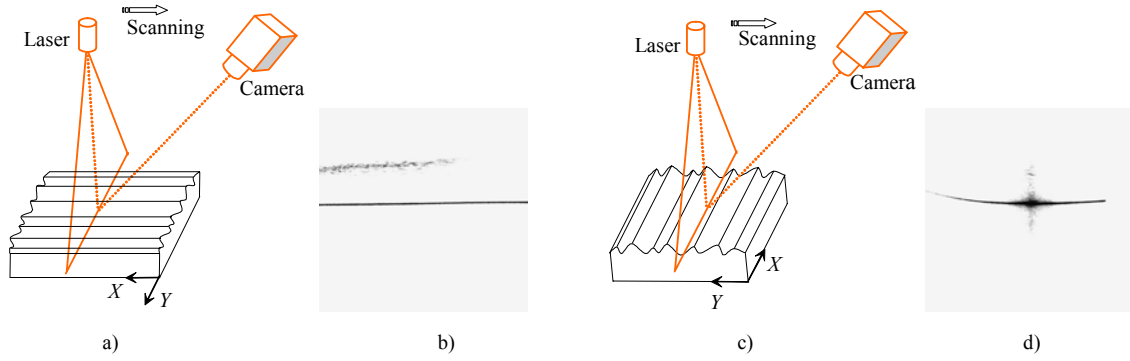 Scanning
Laser
Camera
X
Y
a)
b)
Scanning
Laser
Camera
X
Y
c)
d)